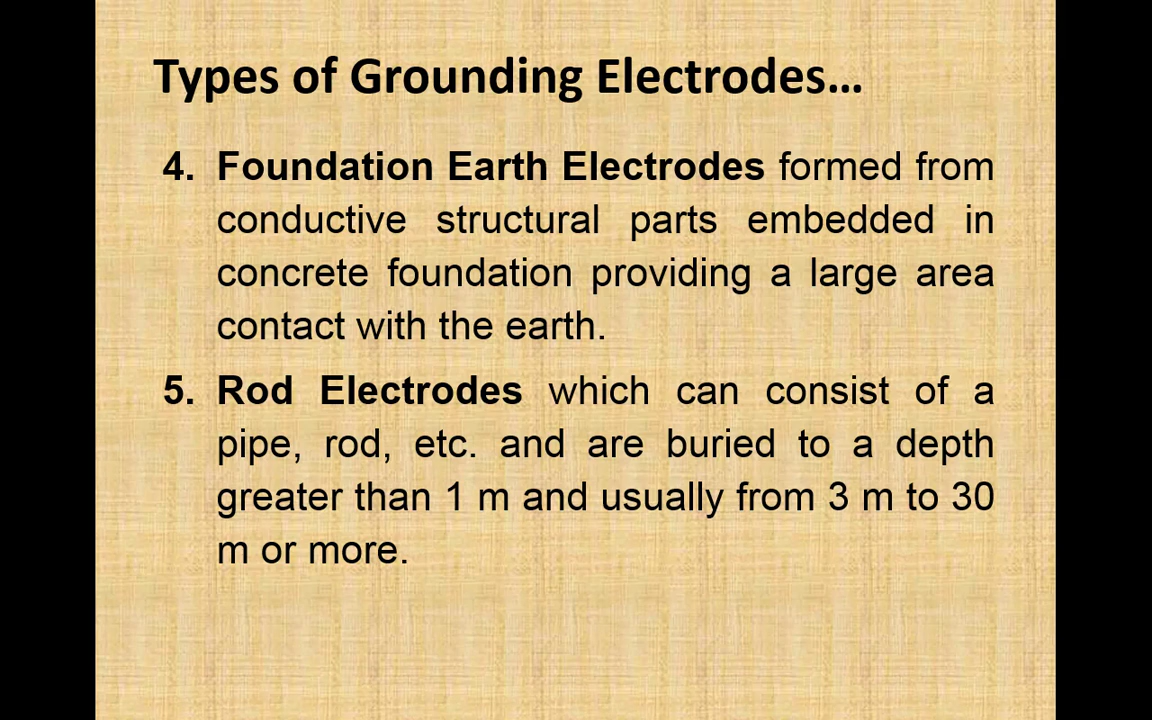 Types of Grounding Electrodes…
4. Foundation Earth Electrodes formed from
conductive structural parts embedded in
concrete foundation providing a large area
contact with the earth.
5. Rod Electrodes which can consist of a
pipe, rod, etc. and are buried to a depth
greater than 1 m and usually from 3 m to 30
m or more.